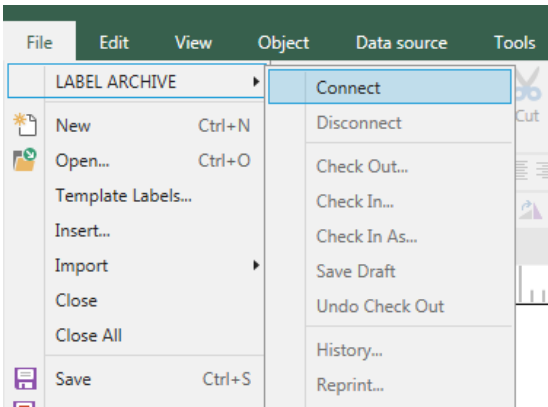 File Edit View Object Data source Tools
LABEL ARCHIVE
New Ctrl+N
Open... Ctrl+O
Template Labels...
Insert...
Import
Close
Close All
Save Ctrl+S
Connect
Disconnect
Check Out...
Check In...
Check In As...
Save Draft
Undo Check Out
History...
Reprint...
Cut